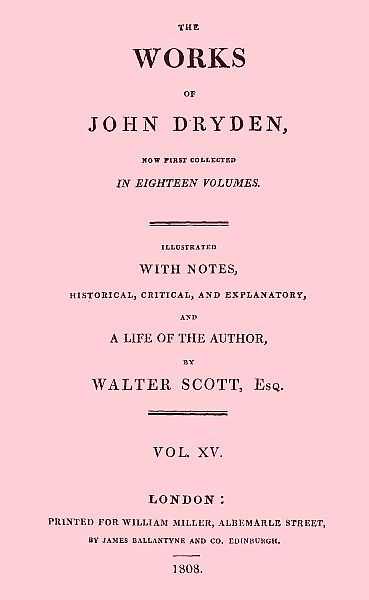 THE
WORKS
OF
JOHN DRYDEN,
NOW FIRST COLLECTED
IN EIGHTEEN VOLUMES.
ILLUSTRATED
WITH NOTES,
HISTORICAL, CRITICAL, AND EXPLANATORY,
AND
A LIFE OF THE AUTHOR,
BY
WALTER SCOTT, Esq.
VOL. XV.
LONDON:
PRINTED FOR WILLIAM MILLER, ALBEMARLE STREET,
BY JAMES BALLANTYNE AND CO. EDINBURGH.
1808.